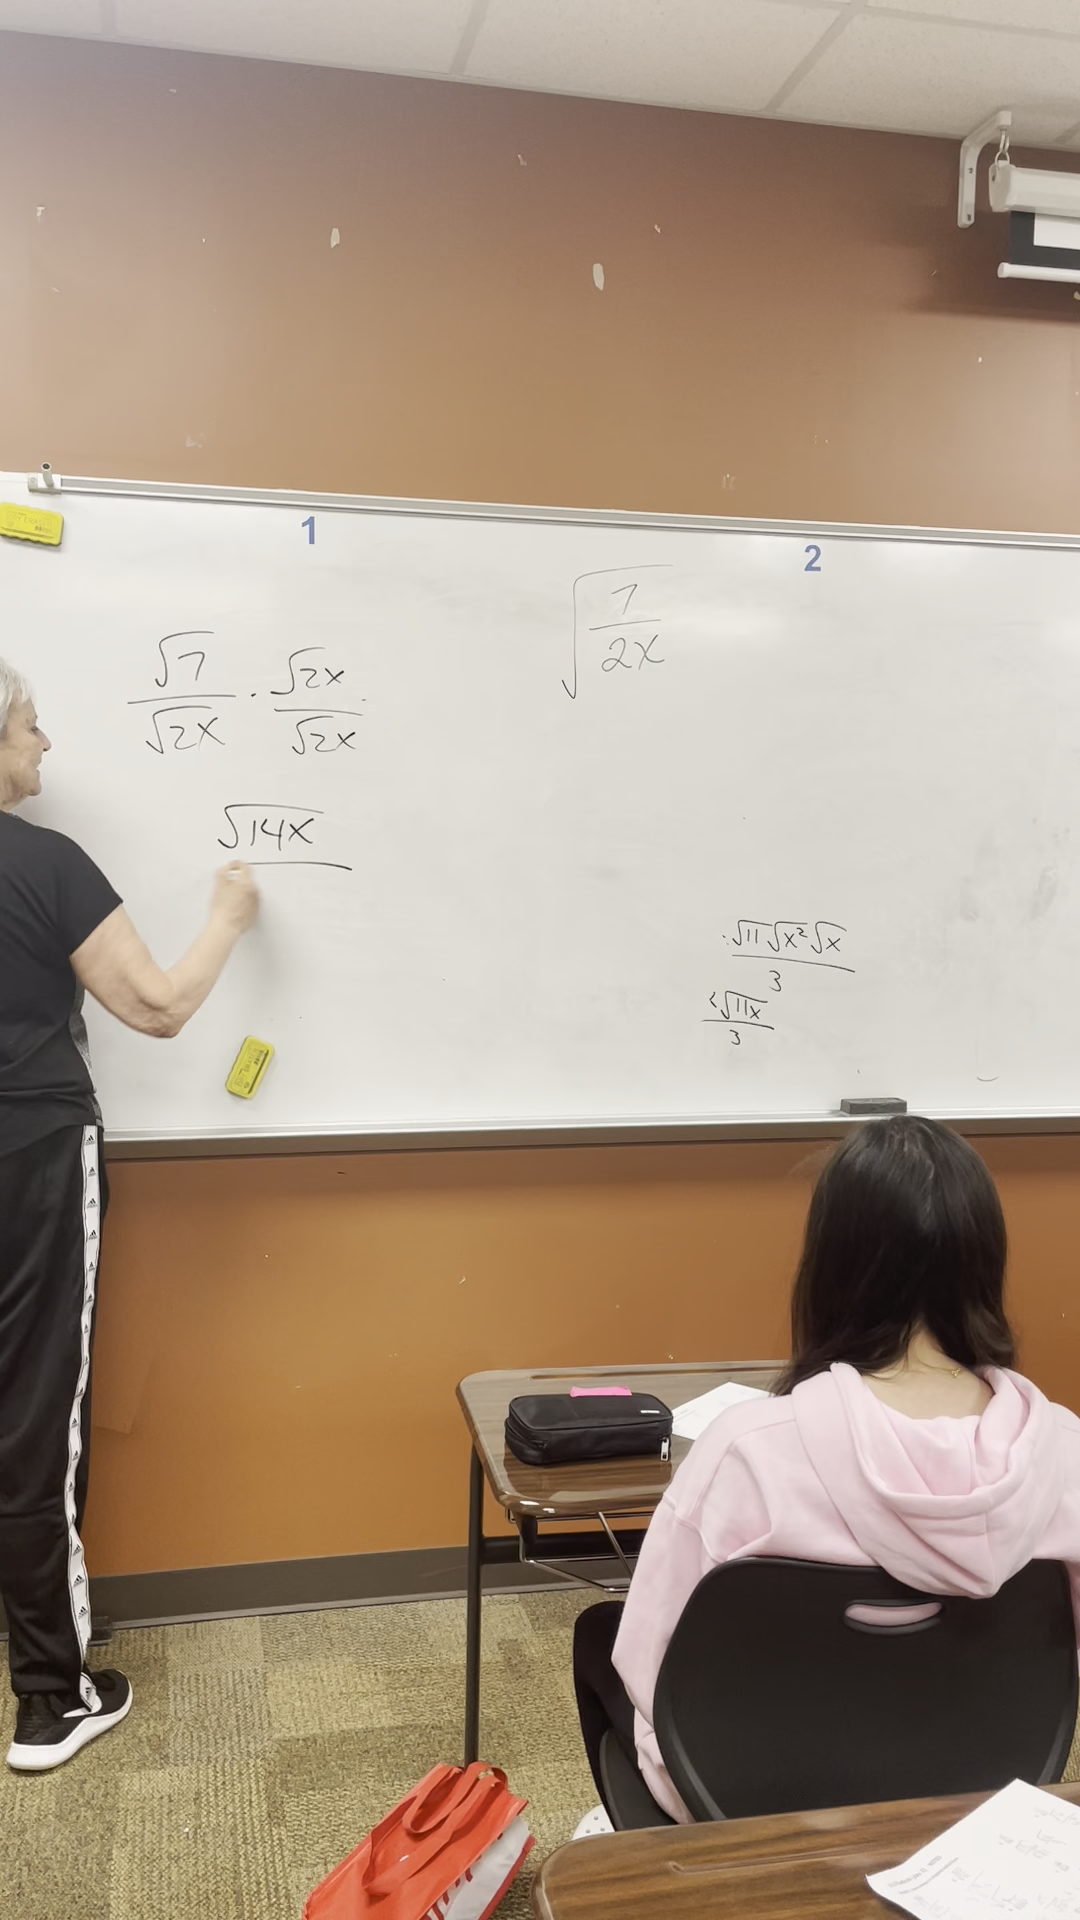 1
2
√(7/2x)
√7/√2x · √2x/√2x
√14x
√11 √x² √x / 3
√11x / 3